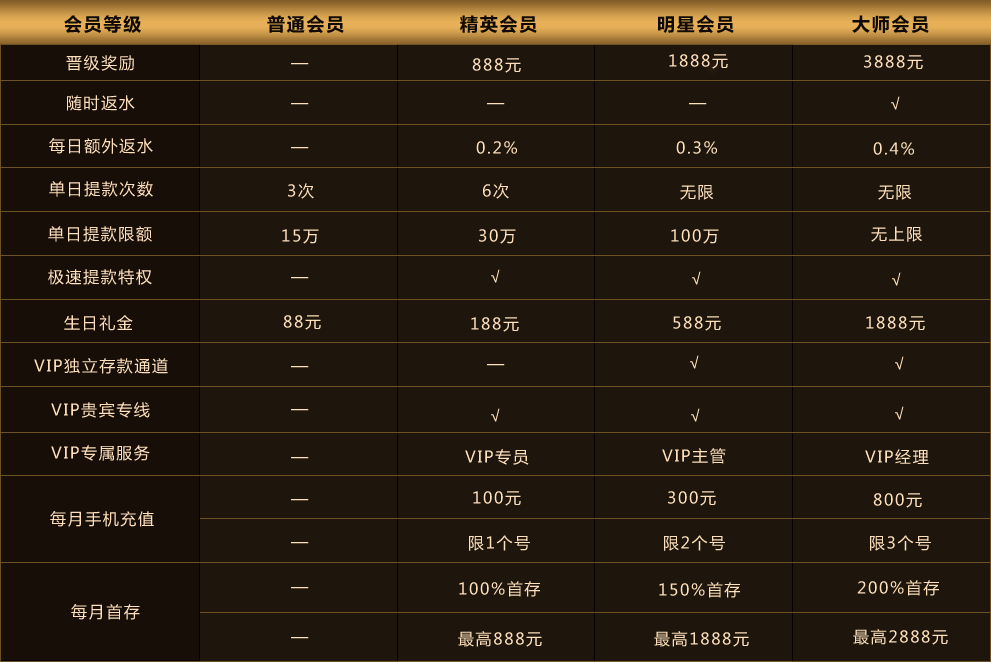 会员等级 普通会员 精英会员 明星会员 大师会员
晋级奖励 — 888元 1888元 3888元
随时返水 — — — √
每日额外返水 — 0.2% 0.3% 0.4%
单日提款次数 3次 6次 无限 无限
单日提款限额 15万 30万 100万 无上限
极速提款特权 — √ √ √
生日礼金 88元 188元 588元 1888元
VIP独立存款通道 — — √ √
VIP贵宾专线 — √ √ √
VIP专属服务 — VIP专员 VIP主管 VIP经理
每月手机充值 — 100元 300元 800元
— 限1个号 限2个号 限3个号
每月首存 — 100%首存 150%首存 200%首存
— 最高888元 最高1888元 最高2888元